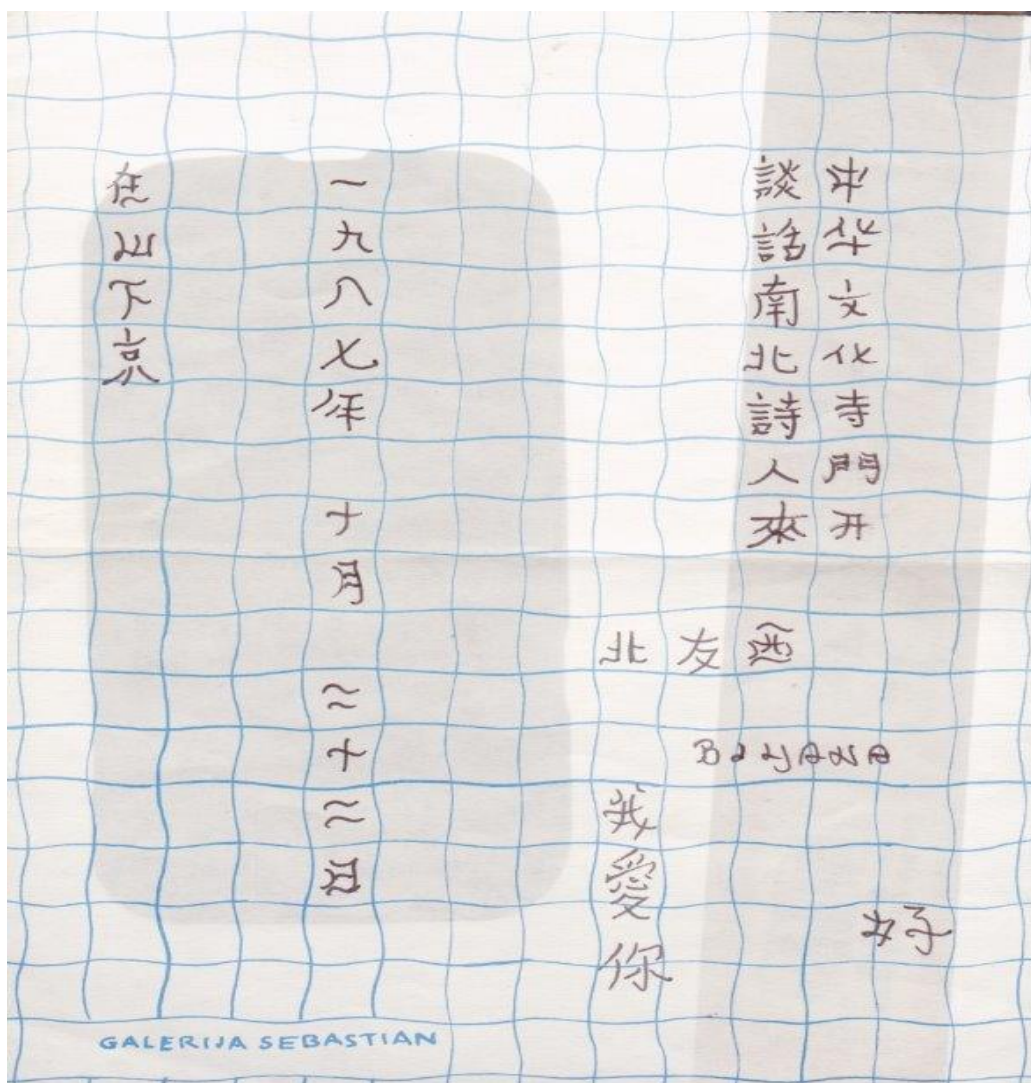 中华文化寺門开
談話南北詩人來
西友北
BIJANA
好
我愛你
一九八七年 十月 二十二日
在山下京
GALERIJA SEBASTIAN